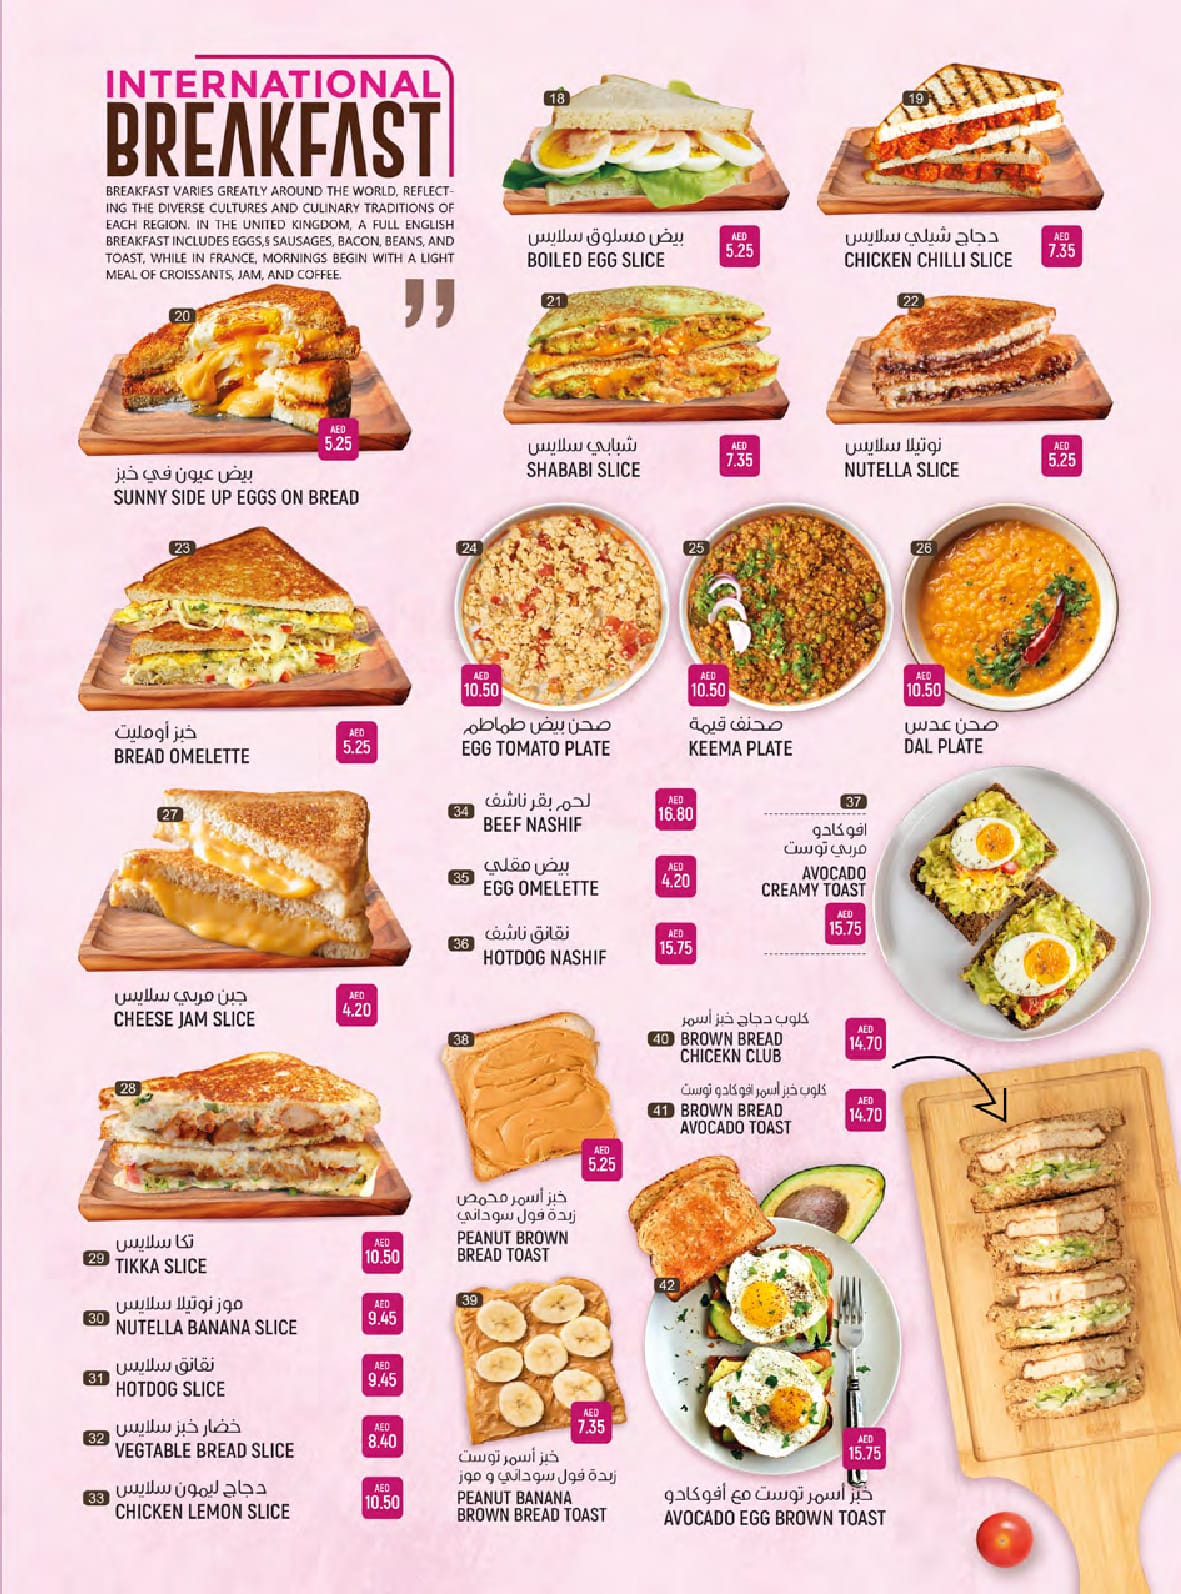 INTERNATIONAL
BREAKFAST
BREAKFAST VARIES GREATLY AROUND THE WORLD, REFLECT-
ING THE DIVERSE CULTURES AND CULINARY TRADITIONS OF
EACH REGION. IN THE UNITED KINGDOM, A FULL ENGLISH
BREAKFAST INCLUDES EGGS,§ SAUSAGES, BACON, BEANS, AND
TOAST, WHILE IN FRANCE, MORNINGS BEGIN WITH A LIGHT
MEAL OF CROISSANTS, JAM, AND COFFEE.
”
18
بيض مسلوق سلايس
BOILED EGG SLICE
AED
5.25
19
دجاج شيلي سلايس
CHICKEN CHILLI SLICE
AED
7.35
20
AED
5.25
بيض عيون في خبز
SUNNY SIDE UP EGGS ON BREAD
21
شبابي سلايس
SHABABI SLICE
AED
7.35
22
نوتيلا سلايس
NUTELLA SLICE
AED
5.25
23
خبز أومليت
BREAD OMELETTE
AED
5.25
24
AED
10.50
صحن بيض طماطم
EGG TOMATO PLATE
25
AED
10.50
صحنف قيمة
KEEMA PLATE
26
AED
10.50
صحن عدس
DAL PLATE
27
جبن مربي سلايس
CHEESE JAM SLICE
AED
4.20
34
لحم بقر ناشف
BEEF NASHIF
AED
16.80
35
بيض مقلي
EGG OMELETTE
AED
4.20
36
نقانق ناشف
HOTDOG NASHIF
AED
15.75
37
افوكادو
مربي توست
AVOCADO
CREAMY TOAST
AED
15.75
28
29
تكا سلايس
TIKKA SLICE
AED
10.50
30
موز نوتيلا سلايس
NUTELLA BANANA SLICE
AED
9.45
31
نقانق سلايس
HOTDOG SLICE
AED
9.45
32
خضار خبز سلايس
VEGTABLE BREAD SLICE
AED
8.40
33
دجاج ليمون سلايس
CHICKEN LEMON SLICE
AED
10.50
38
AED
5.25
خبز أسمر محمص
زبدة فول سوداني
PEANUT BROWN
BREAD TOAST
39
AED
7.35
خبز أسمر توست
زبدة فول سوداني و موز
PEANUT BANANA
BROWN BREAD TOAST
40
كلوب دجاج خبز أسمر
BROWN BREAD
CHICEKN CLUB
AED
14.70
41
كلوب خبز أسمر افوكادو توست
BROWN BREAD
AVOCADO TOAST
AED
14.70
42
AED
15.75
خبز أسمر توست مع أفوكادو
AVOCADO EGG BROWN TOAST